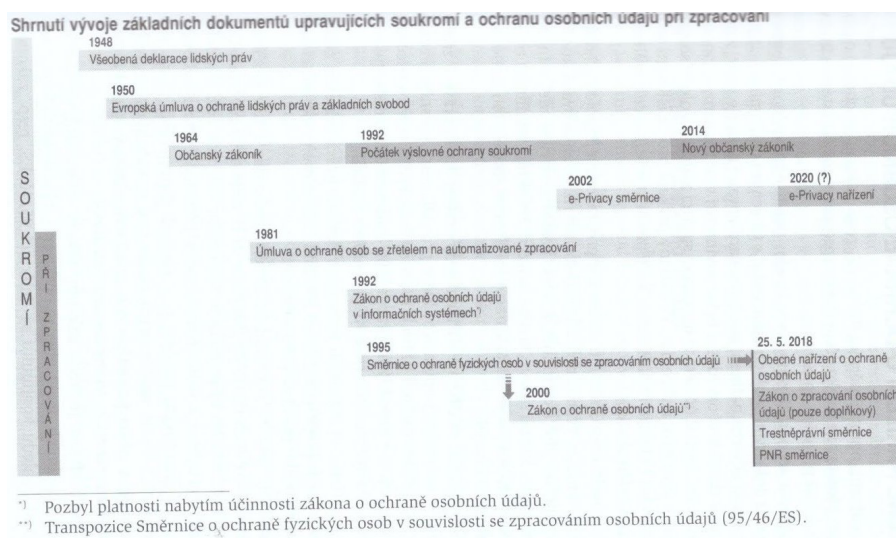 Shrnutí vývoje základních dokumentů upravujících soukromí a ochranu osobních údajů při zpracování
1948
Všeobená deklarace lidských práv
1950
Evropská úmluva o ochraně lidských práv a základních svobod
1964
Občanský zákoník
1992
Počátek výslovné ochrany soukromí
2014
Nový občanský zákoník
2002
e-Privacy směrnice
2020 (?)
e-Privacy nařízení
SOUKROMÍ
PŘI ZPRACOVÁNÍ
1981
Úmluva o ochraně osob se zřetelem na automatizované zpracování
1992
Zákon o ochraně osobních údajů
v informačních systémech*)
1995
Směrnice o ochraně fyzických osob v souvislosti se zpracováním osobních údajů
2000
Zákon o ochraně osobních údajů**)
25. 5. 2018
Obecné nařízení o ochraně
osobních údajů
Zákon o zpracování osobních
údajů (pouze doplňkový)
Trestněprávní směrnice
PNR směrnice
*) Pozbyl platnosti nabytím účinnosti zákona o ochraně osobních údajů.
**) Transpozice Směrnice o ochraně fyzických osob v souvislosti se zpracováním osobních údajů (95/46/ES).